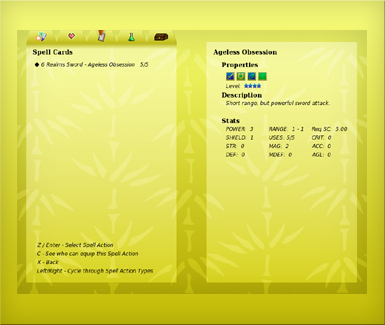 Spell Cards
6 Realms Sword - Ageless Obsession 5/5
Z / Enter - Select Spell Action
C - See who can equip this Spell Action
X - Back
Left/Right - Cycle through Spell Action Types
Ageless Obsession
Properties
Level:
Description
Short range, but powerful sword attack.
Stats
POWER: 3 RANGE: 1 - 1 Req SC: 3.00
SHIELD: 1 USES: 5/5 CRIT: 0
STR: 0 MAG: 2 ACC: 0
DEF: 0 MDEF: 0 AGL: 0